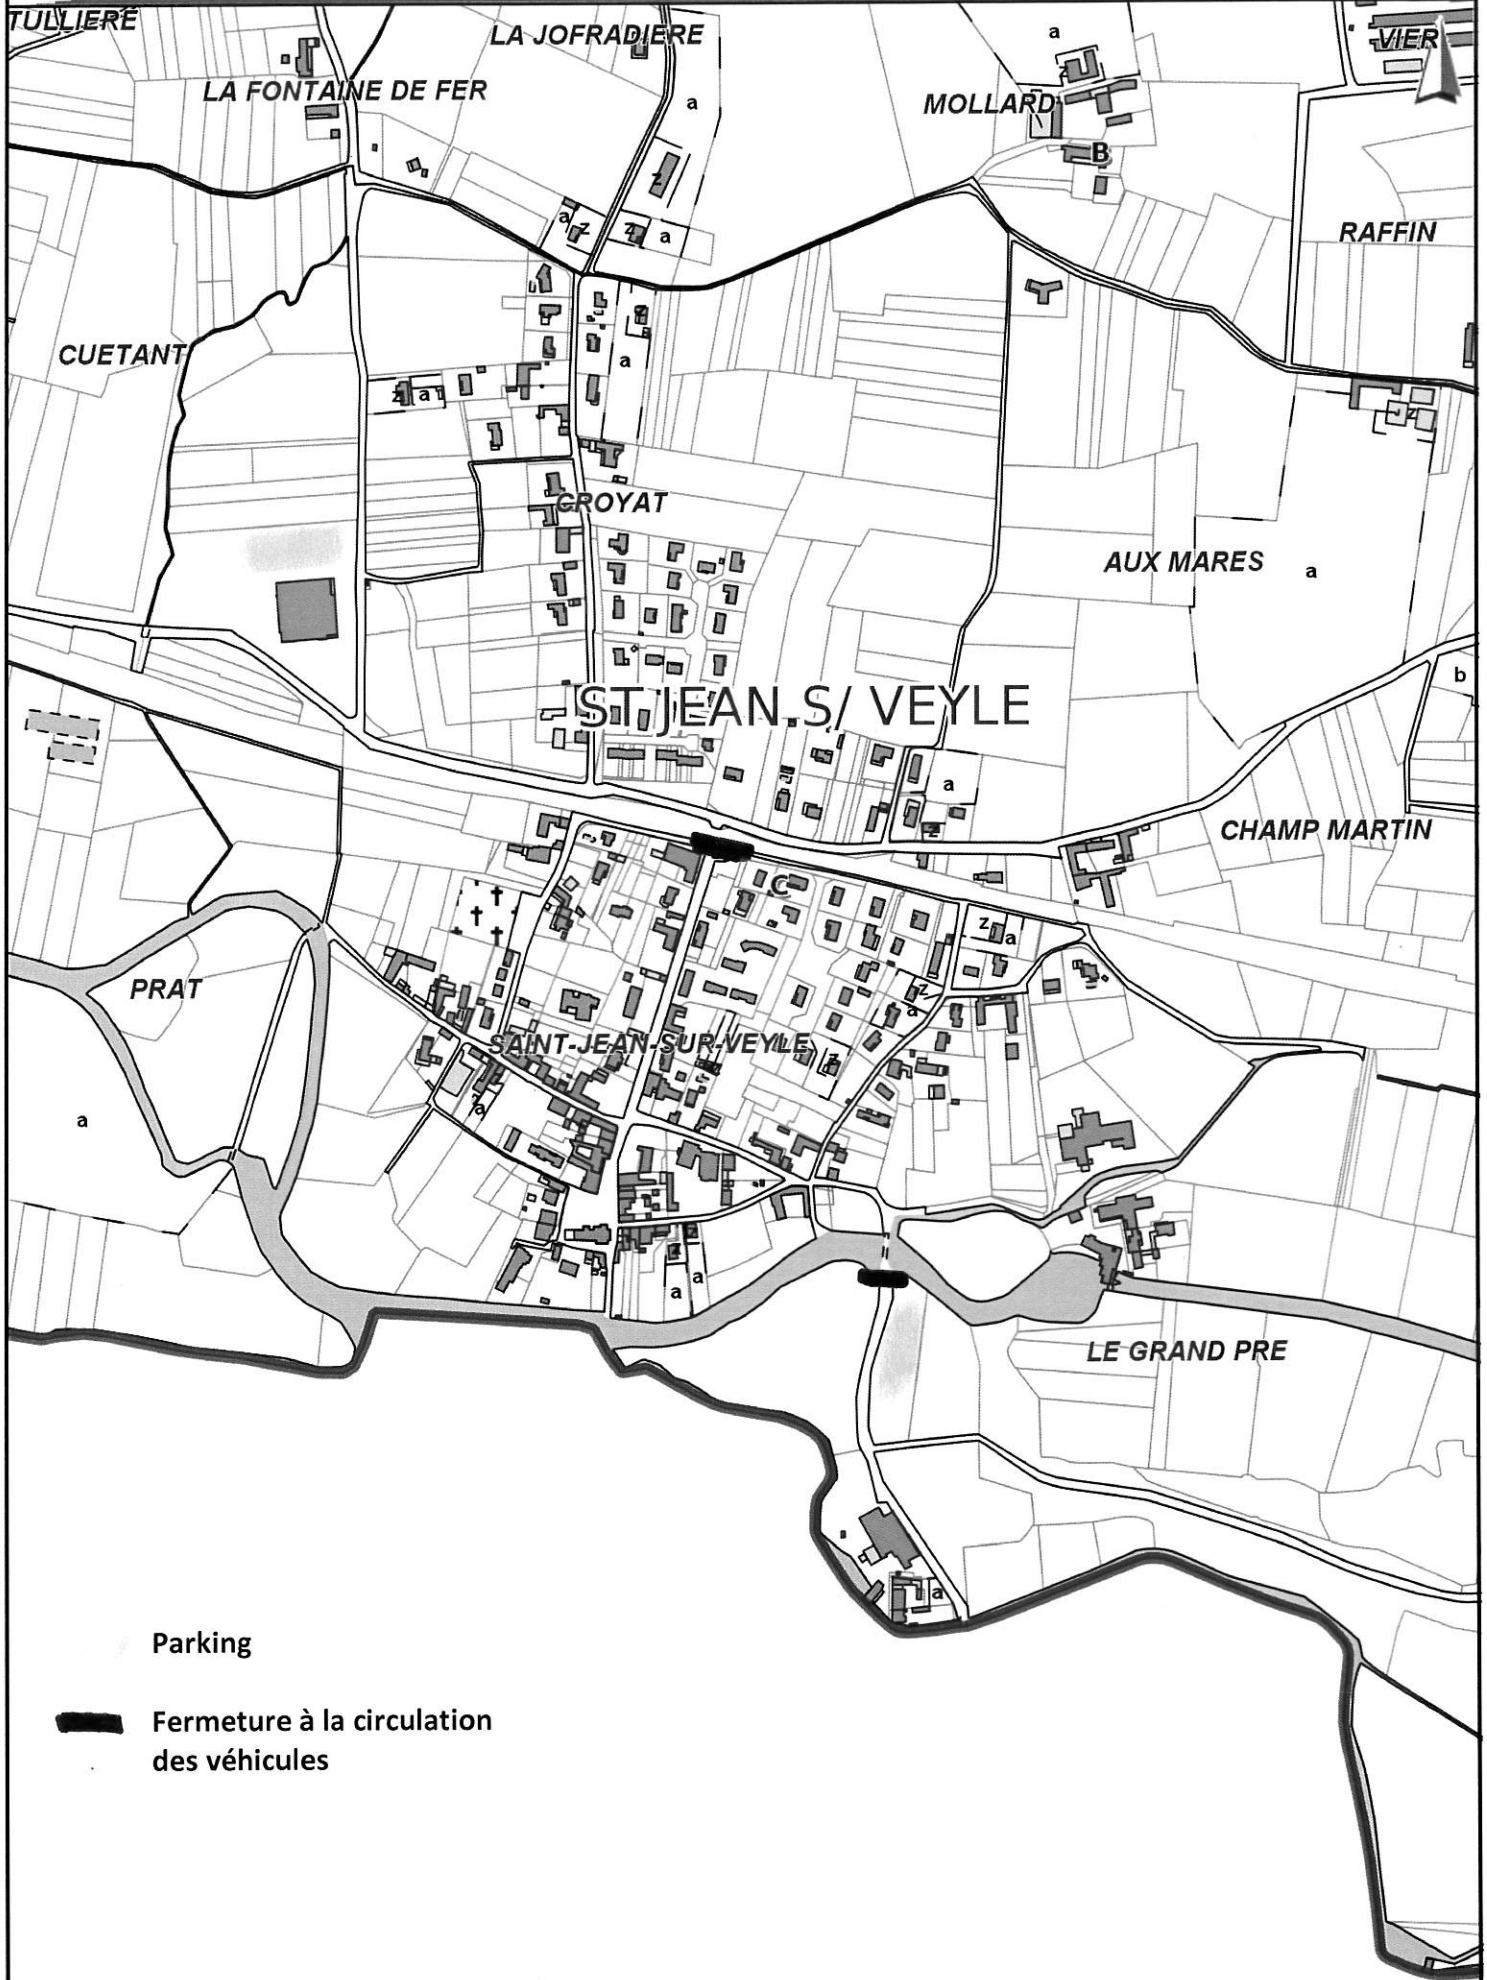 TULLIERE
LA JOFRADIERE
a
VIER
LA FONTAINE DE FER
a
MOLLARD
z
B
z
a
z
z
a
RAFFIN
z
CUETANT
a
z
a
z
CROYAT
AUX MARES
a
b
ST JEAN S/ VEYLE
a
z
CHAMP MARTIN
C
z
a
PRAT
z
a
SAINT-JEAN-SUR-VEYLE
z
a
a
z
a
a
LE GRAND PRE
a
Parking
Fermeture à la circulation
des véhicules